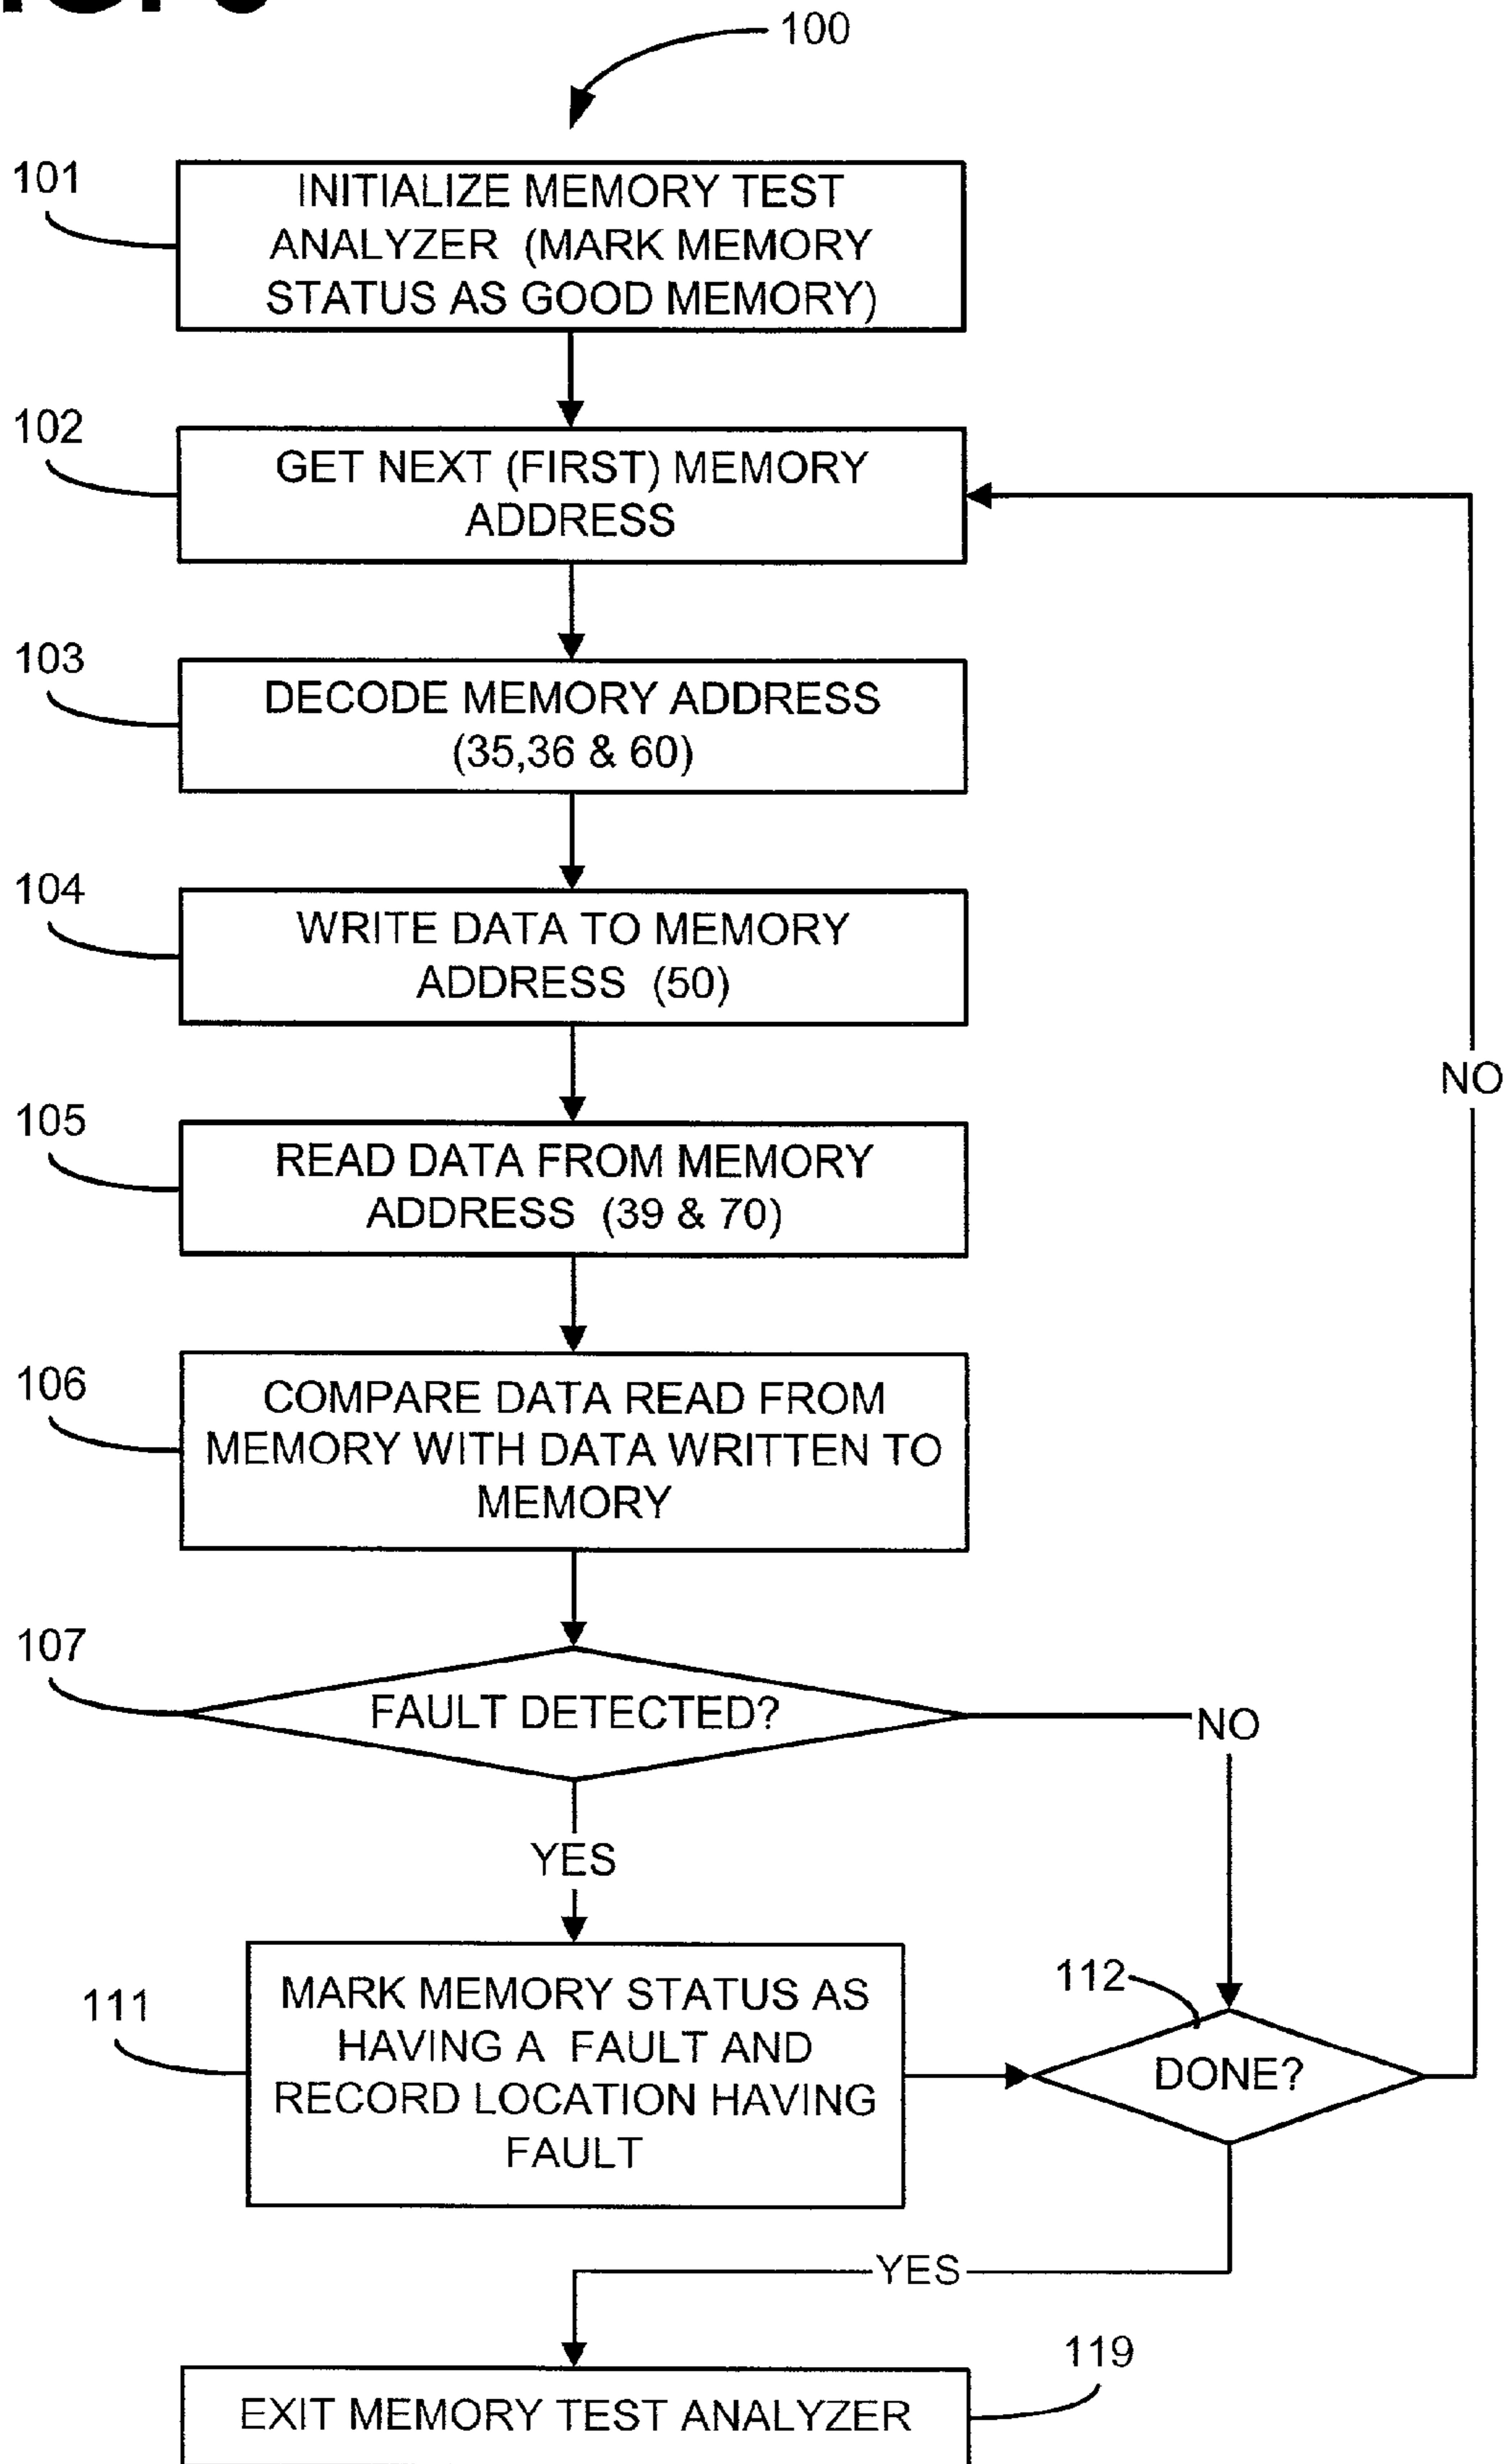 100
101
INITIALIZE MEMORY TEST
ANALYZER (MARK MEMORY
STATUS AS GOOD MEMORY)
102
GET NEXT (FIRST) MEMORY
ADDRESS
103
DECODE MEMORY ADDRESS
(35,36 & 60)
104
WRITE DATA TO MEMORY
ADDRESS (50)
NO
105
READ DATA FROM MEMORY
ADDRESS (39 & 70)
106
COMPARE DATA READ FROM
MEMORY WITH DATA WRITTEN TO
MEMORY
107
FAULT DETECTED?
NO
YES
111
MARK MEMORY STATUS AS
HAVING A FAULT AND
RECORD LOCATION HAVING
FAULT
112
DONE?
YES
119
EXIT MEMORY TEST ANALYZER